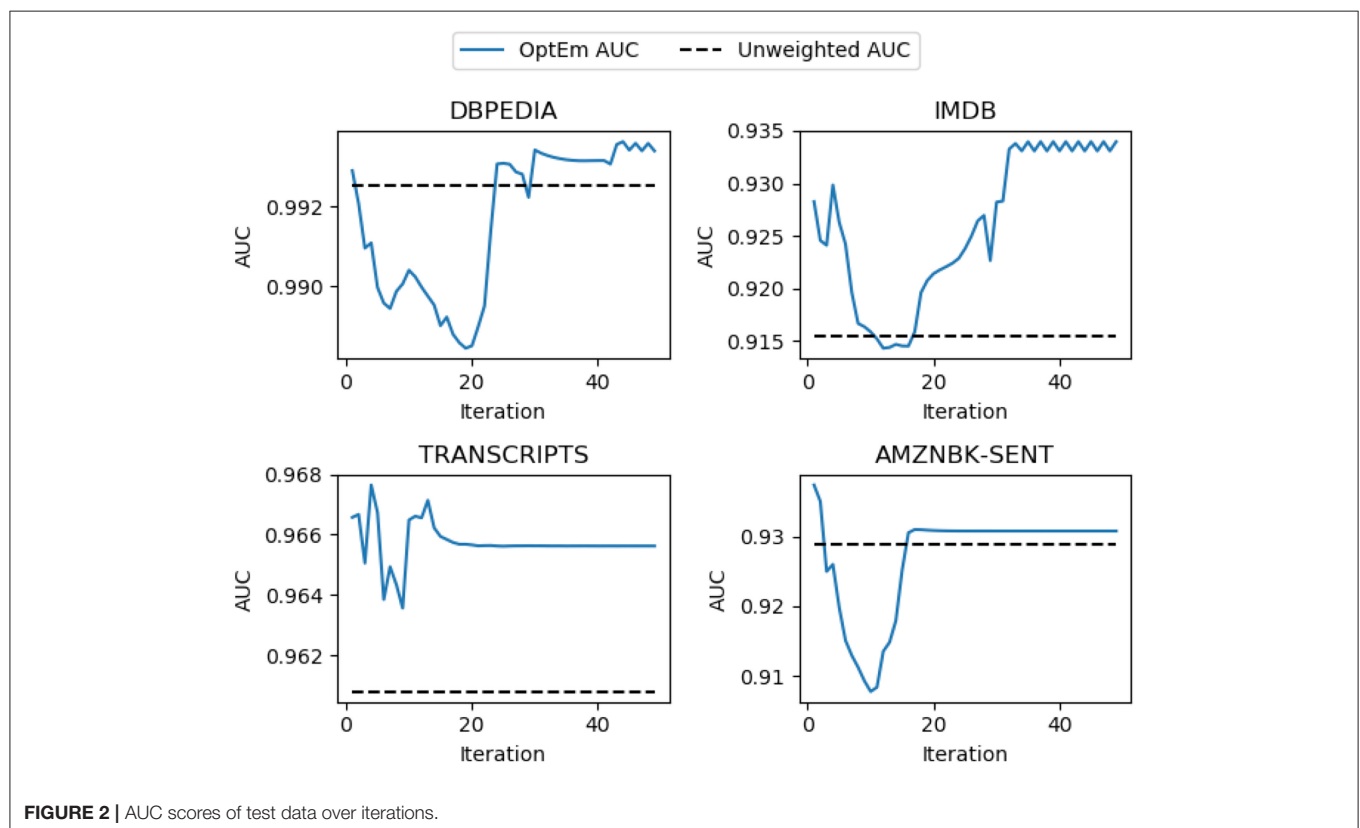 OptEm AUC Unweighted AUC
DBPEDIA
AUC
0.992
0.990
0 20 40
Iteration
IMDB
AUC
0.935
0.930
0.925
0.920
0.915
0 20 40
Iteration
TRANSCRIPTS
AUC
0.968
0.966
0.964
0.962
0 20 40
Iteration
AMZNBK-SENT
AUC
0.93
0.92
0.91
0 20 40
Iteration
FIGURE 2 | AUC scores of test data over iterations.